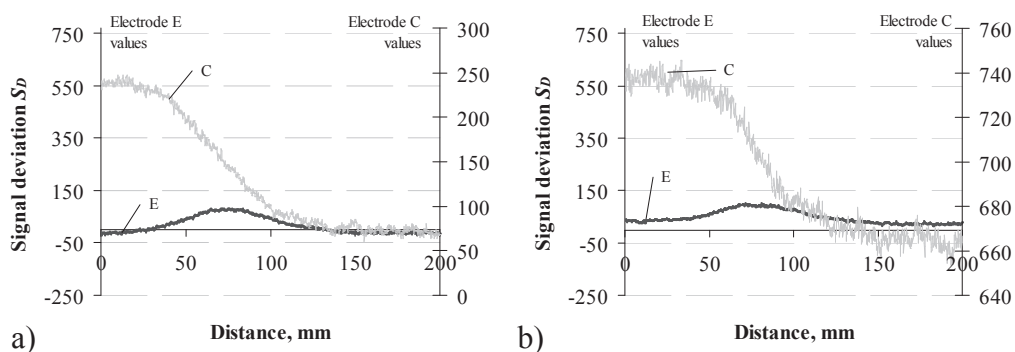 Electrode E values
Electrode C values
750
550
350
150
-50
-250
300
250
200
150
100
50
0
C
E
0
50
100
150
200
Signal deviation S_D
Distance, mm
a)
Electrode E values
Electrode C values
750
550
350
150
-50
-250
760
740
720
700
680
660
640
C
E
0
50
100
150
200
Signal deviation S_D
Distance, mm
b)